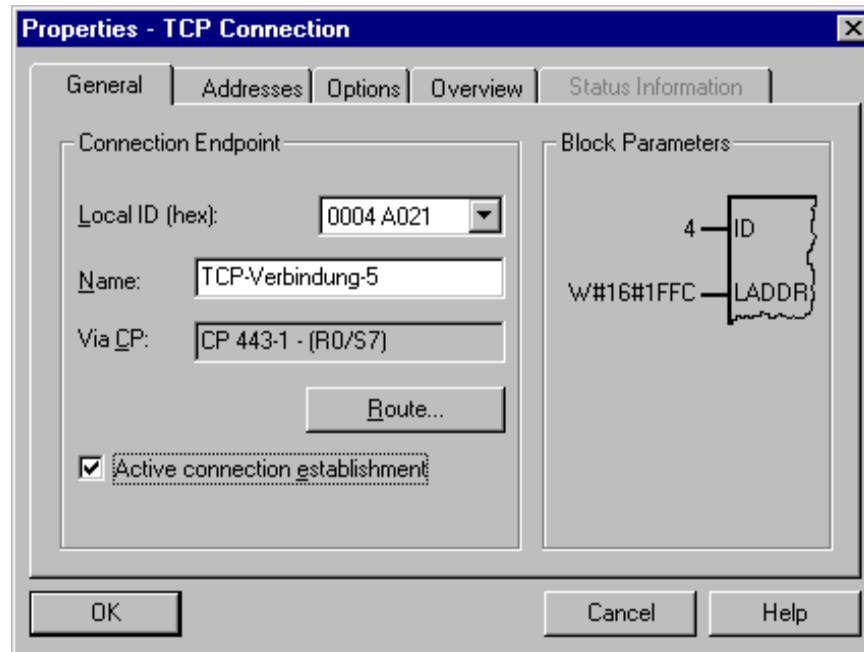 Properties - TCP Connection
General Addresses Options Overview Status Information
Connection Endpoint
Local ID (hex): 0004 A021
Name: TCP-Verbindung-5
Via CP: CP 443-1 - (R0/S7)
Route...
Active connection establishment
Block Parameters
4 ID
W#16#1FFC LADDR
OK Cancel Help